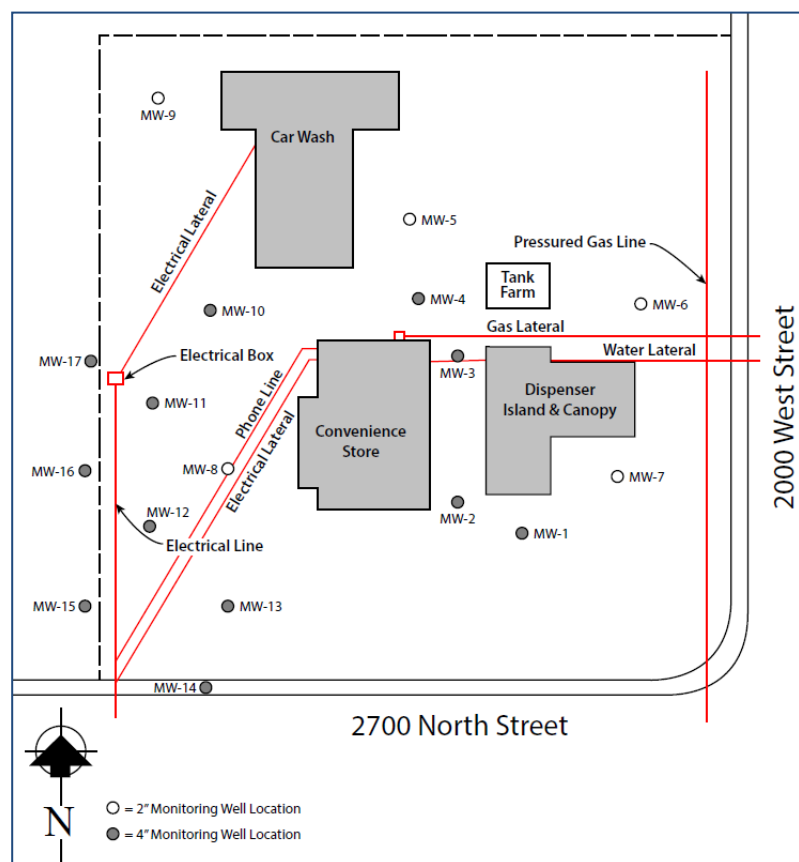 MW-9
Car Wash
Electrical Lateral
MW-5
Pressured Gas Line
Tank
Farm
MW-4
MW-6
MW-10
Gas Lateral
Water Lateral
MW-17
Electrical Box
MW-3
Phone Line
Dispenser
Island & Canopy
MW-11
Convenience
Store
Electrical Lateral
MW-16
MW-8
MW-7
2000 West Street
MW-12
MW-2
MW-1
Electrical Line
MW-15
MW-13
MW-14
2700 North Street
N
= 2" Monitoring Well Location
= 4" Monitoring Well Location